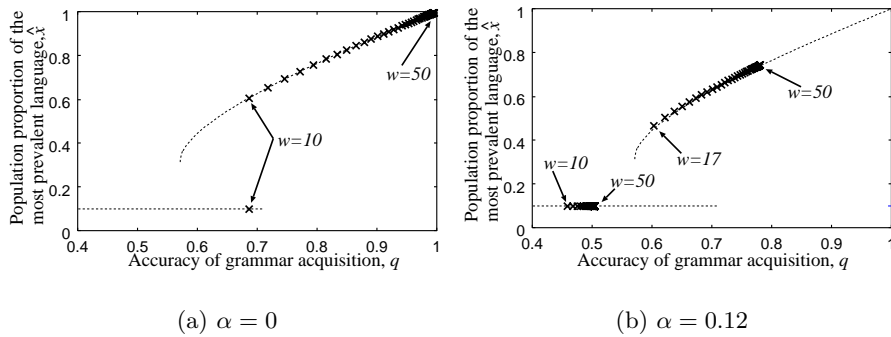 Population proportion of the
most prevalent language, x̂
1
0.8
0.6
0.4
0.2
0
w=50
w=10
0.4 0.5 0.6 0.7 0.8 0.9 1
Accuracy of grammar acquisition, q
(a) α = 0
Population proportion of the
most prevalent language, x̂
1
0.8
0.6
0.4
0.2
0
w=50
w=17
w=10
w=50
0.4 0.5 0.6 0.7 0.8 0.9 1
Accuracy of grammar acquisition, q
(b) α = 0.12